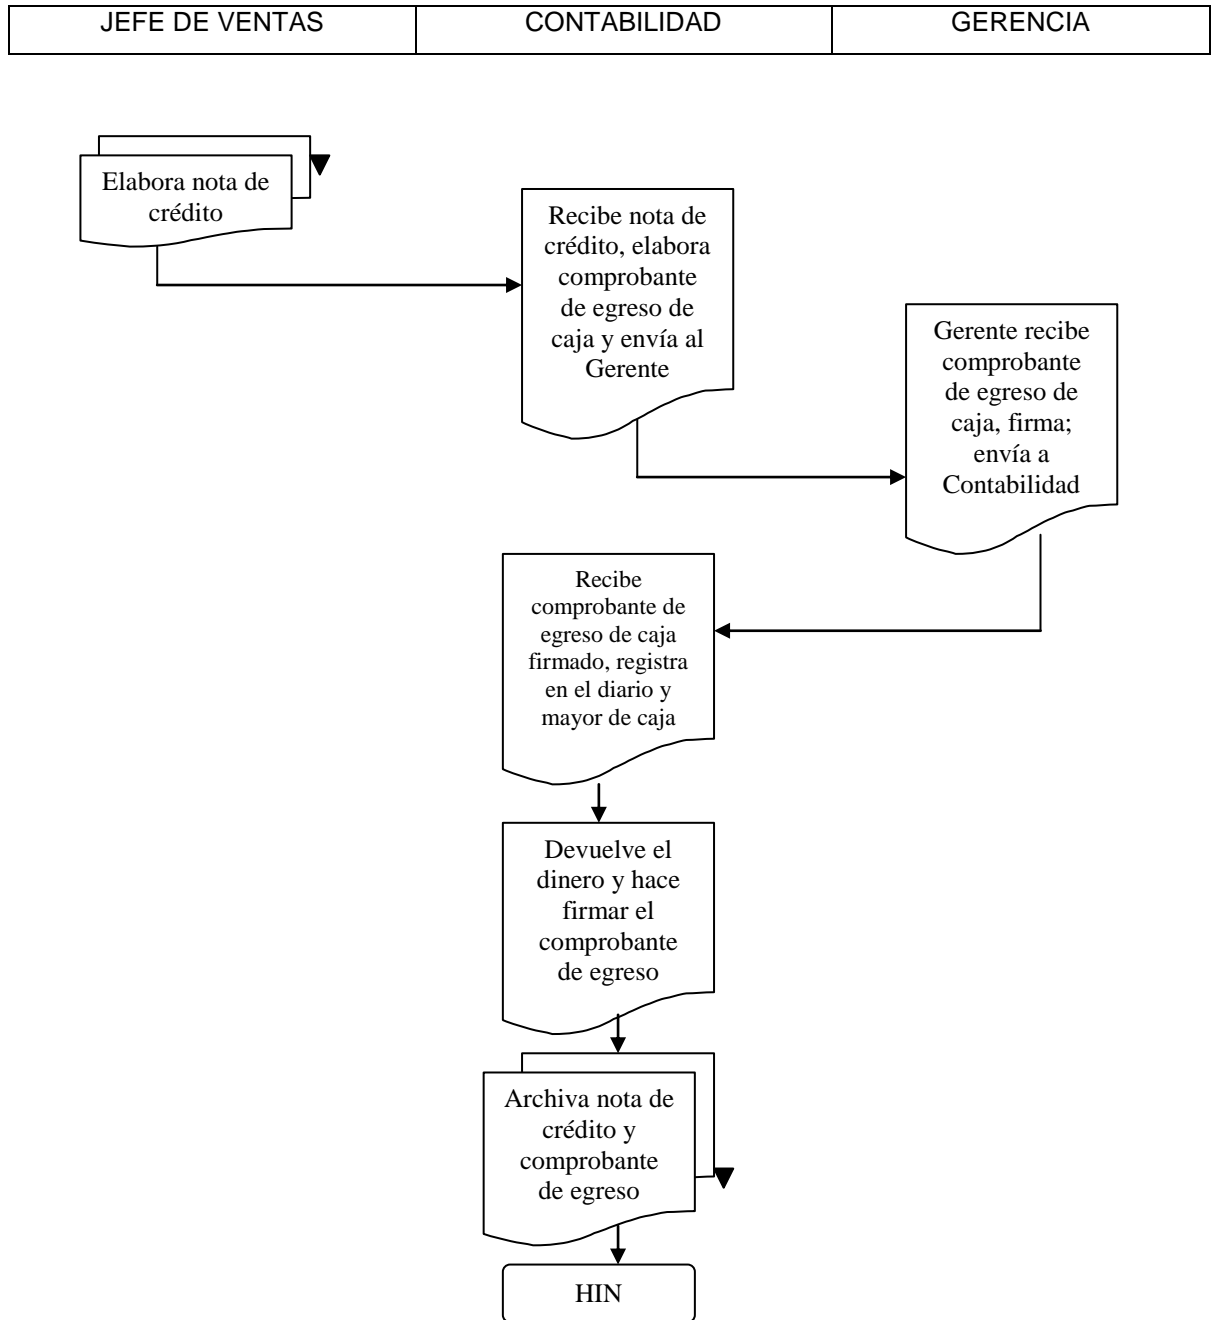 JEFE DE VENTAS
CONTABILIDAD
GERENCIA
Elabora nota de
crédito
Recibe nota de
crédito, elabora
comprobante
de egreso de
caja y envía al
Gerente
Gerente recibe
comprobante
de egreso de
caja, firma;
envía a
Contabilidad
Recibe
comprobante de
egreso de caja
firmado, registra
en el diario y
mayor de caja
Devuelve el
dinero y hace
firmar el
comprobante
de egreso
Archiva nota de
crédito y
comprobante
de egreso
HIN